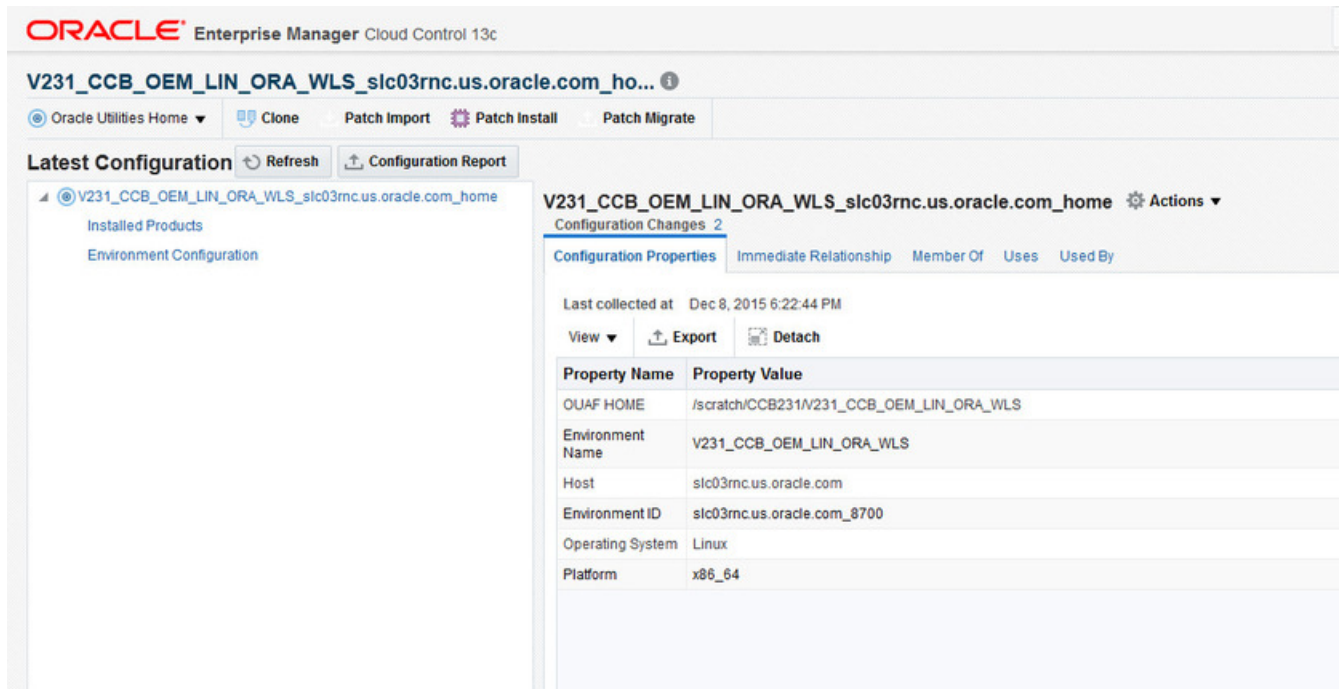 ORACLE Enterprise Manager Cloud Control 13c
V231_CCB_OEM_LIN_ORA_WLS_slc03rnc.us.oracle.com_ho...
Oracle Utilities Home Clone Patch Import Patch Install Patch Migrate
Latest Configuration Refresh Configuration Report
V231_CCB_OEM_LIN_ORA_WLS_slc03rnc.us.oracle.com_home
Installed Products
Environment Configuration
V231_CCB_OEM_LIN_ORA_WLS_slc03rnc.us.oracle.com_home Actions
Configuration Changes 2
Configuration Properties Immediate Relationship Member Of Uses Used By
Last collected at Dec 8, 2015 6:22:44 PM
View Export Detach
Property Name Property Value
OUAF HOME /scratch/CCB231/V231_CCB_OEM_LIN_ORA_WLS
Environment
Name V231_CCB_OEM_LIN_ORA_WLS
Host slc03rnc.us.oracle.com
Environment ID slc03rnc.us.oracle.com_8700
Operating System Linux
Platform x86_64